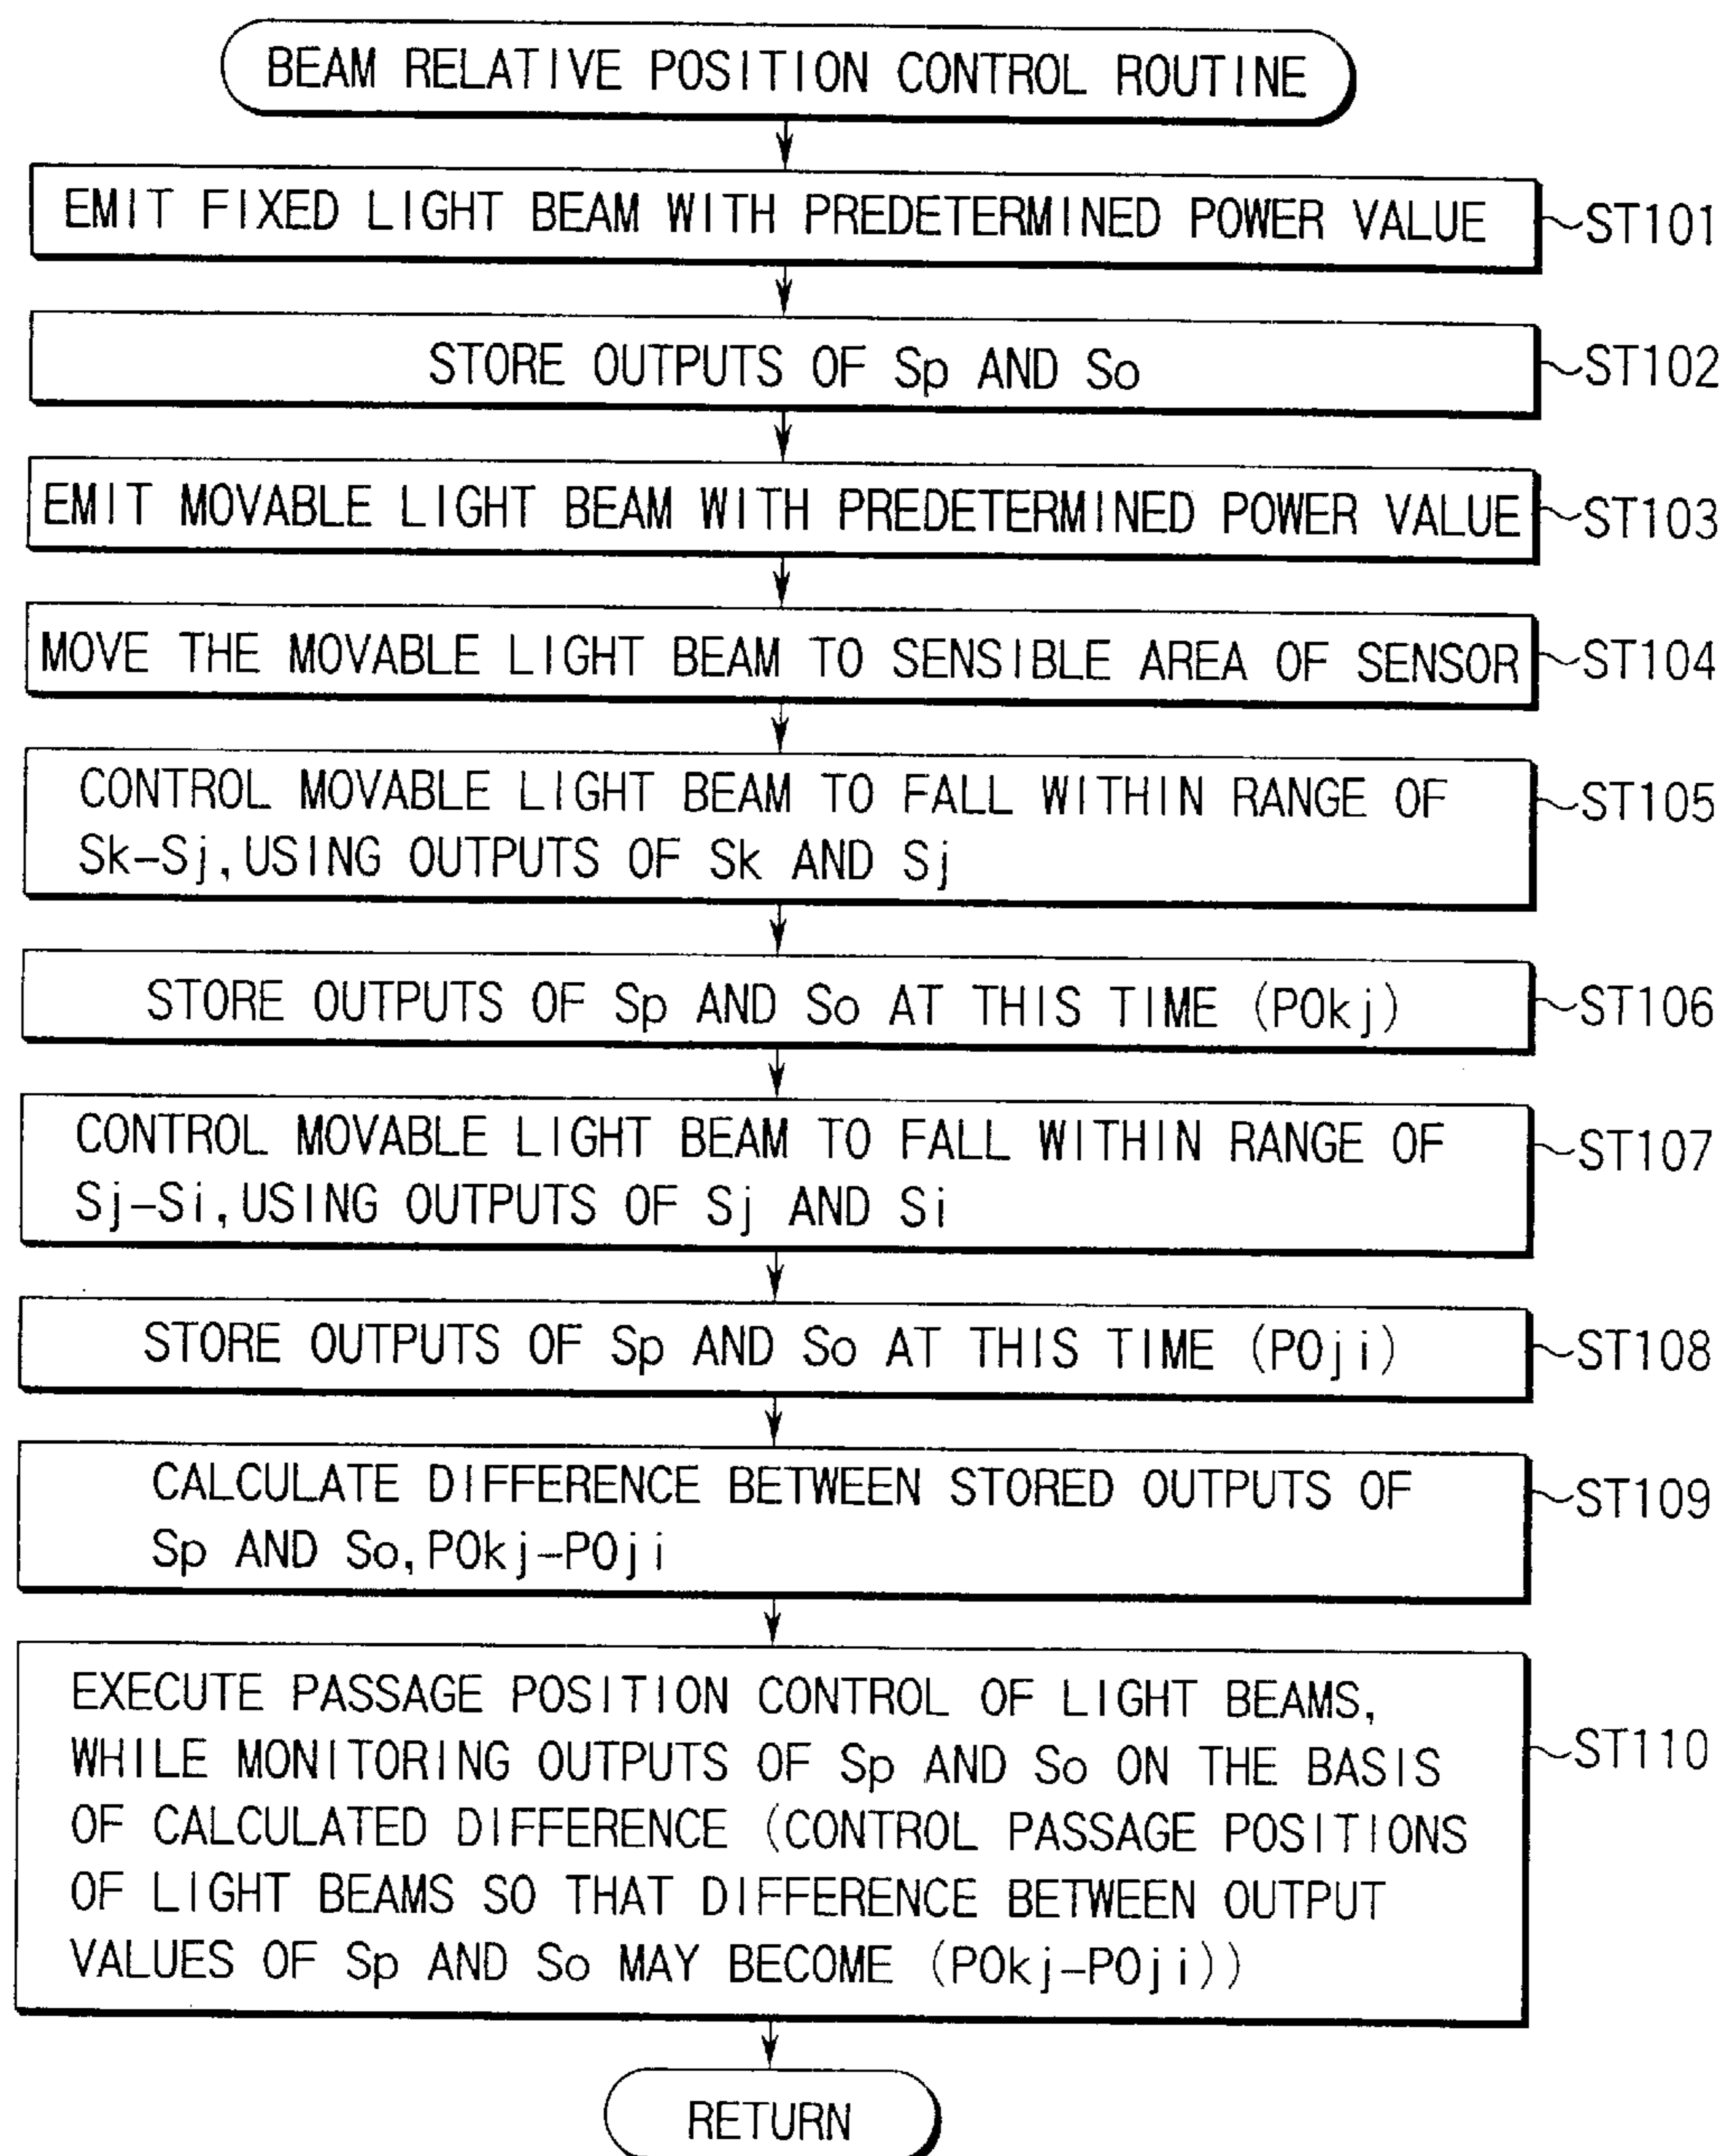 BEAM RELATIVE POSITION CONTROL ROUTINE
EMIT FIXED LIGHT BEAM WITH PREDETERMINED POWER VALUE
ST101
STORE OUTPUTS OF Sp AND So
ST102
EMIT MOVABLE LIGHT BEAM WITH PREDETERMINED POWER VALUE
ST103
MOVE THE MOVABLE LIGHT BEAM TO SENSIBLE AREA OF SENSOR
ST104
CONTROL MOVABLE LIGHT BEAM TO FALL WITHIN RANGE OF
Sk-Sj, USING OUTPUTS OF Sk AND Sj
ST105
STORE OUTPUTS OF Sp AND So AT THIS TIME (POkj)
ST106
CONTROL MOVABLE LIGHT BEAM TO FALL WITHIN RANGE OF
Sj-Si, USING OUTPUTS OF Sj AND Si
ST107
STORE OUTPUTS OF Sp AND So AT THIS TIME (POji)
ST108
CALCULATE DIFFERENCE BETWEEN STORED OUTPUTS OF
Sp AND So, POkj-POji
ST109
EXECUTE PASSAGE POSITION CONTROL OF LIGHT BEAMS,
WHILE MONITORING OUTPUTS OF Sp AND So ON THE BASIS
OF CALCULATED DIFFERENCE (CONTROL PASSAGE POSITIONS
OF LIGHT BEAMS SO THAT DIFFERENCE BETWEEN OUTPUT
VALUES OF Sp AND So MAY BECOME (POkj-POji))
ST110
RETURN